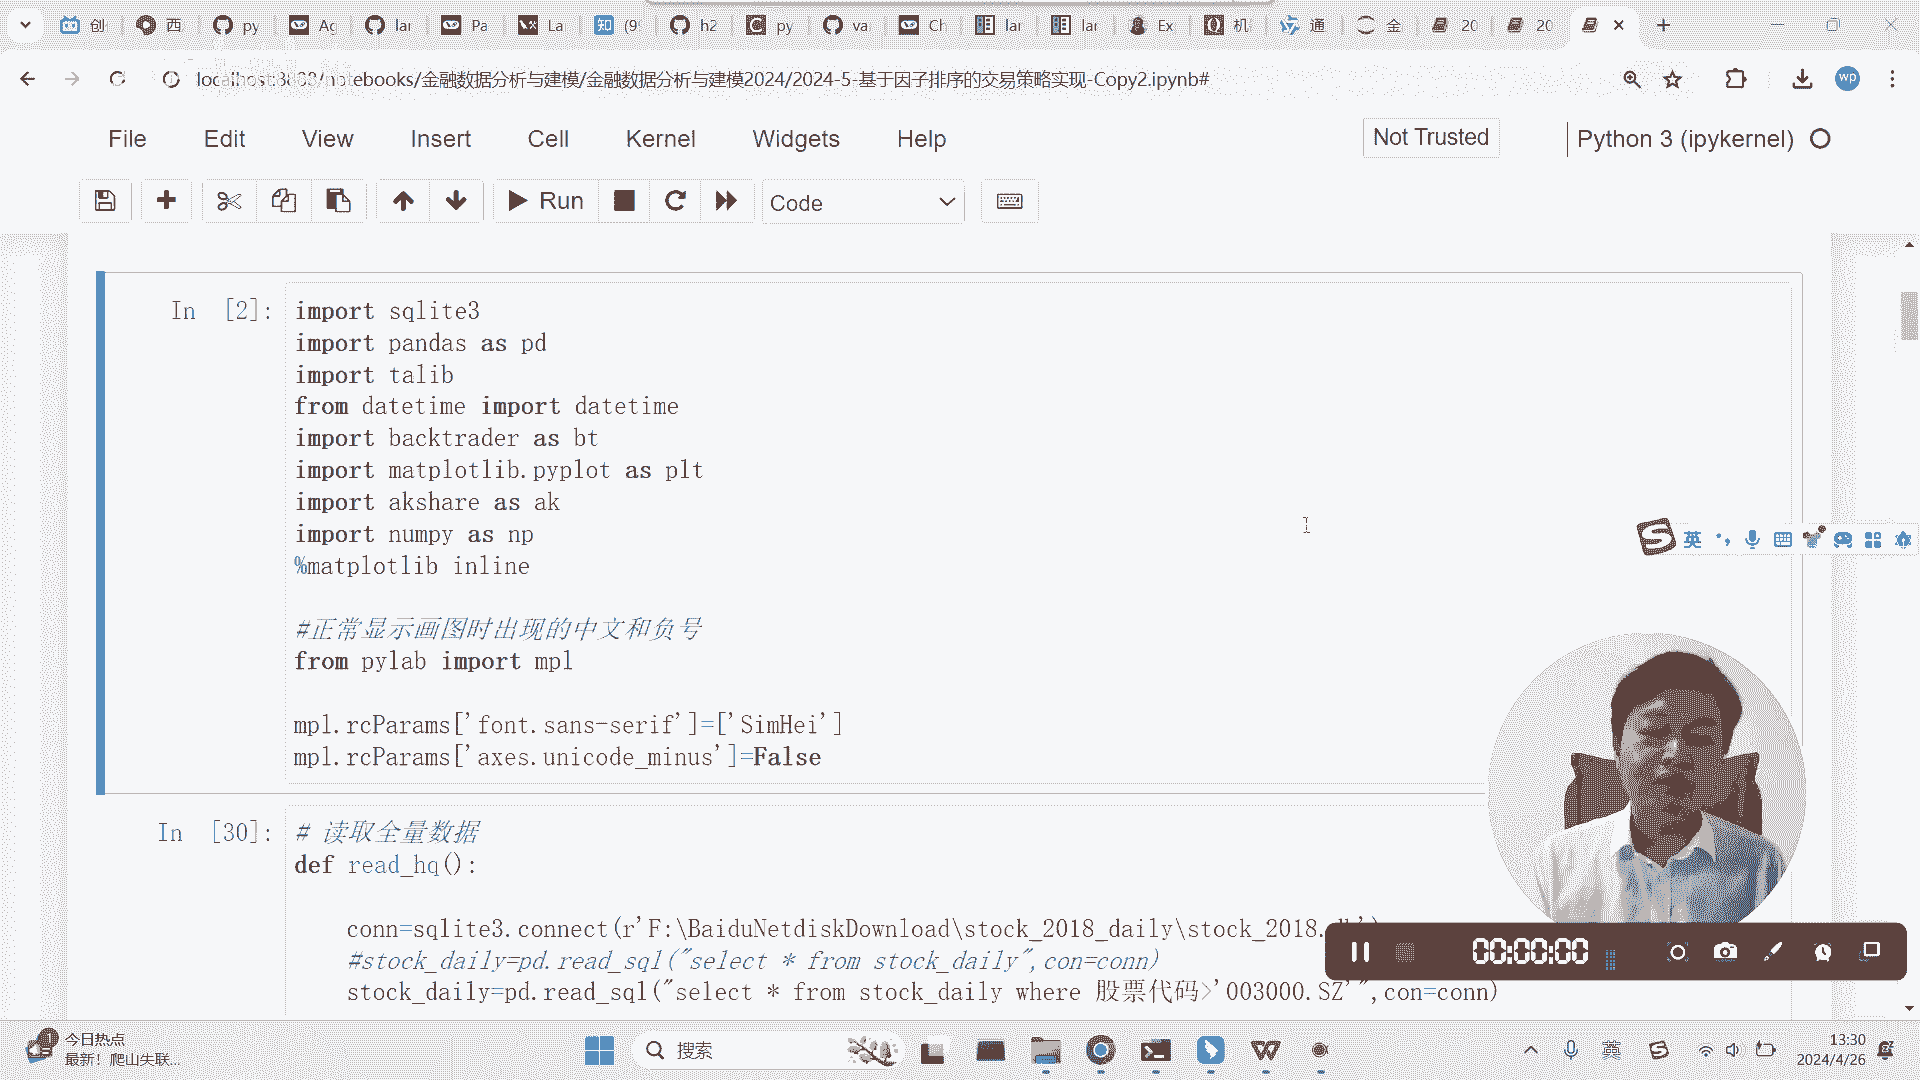 创
西
py
Ag
lar
Pa
La
(9
h2
py
va
Ch
lar
lar
Ex
机
通
金
20
20
localhost:8888/notebooks/金融数据分析与建模/金融数据分析与建模2024/2024-5-基于因子排序的交易策略实现-Copy2.ipynb#
wp
File Edit View Insert Cell Kernel Widgets Help
Not Trusted
Python 3 (ipykernel)
Run
Code
In [2]:
import sqlite3
import pandas as pd
import talib
from datetime import datetime
import backtrader as bt
import matplotlib.pyplot as plt
import akshare as ak
import numpy as np
%matplotlib inline
#正常显示画图时出现的中文和负号
from pylab import mpl
mpl.rcParams['font.sans-serif']=['SimHei']
mpl.rcParams['axes.unicode_minus']=False
In [30]:
# 读取全量数据
def read_hq():
conn=sqlite3.connect(r'F:\BaiduNetdiskDownload\stock_2018_daily\stock_2018.
#stock_daily=pd.read_sql("select * from stock_daily",con=conn)
stock_daily=pd.read_sql("select * from stock_daily where 股票代码>'003000.SZ'",con=conn)
英
00:00:00
今日热点
最新！爬山失联...
搜索
英
13:30
2024/4/26